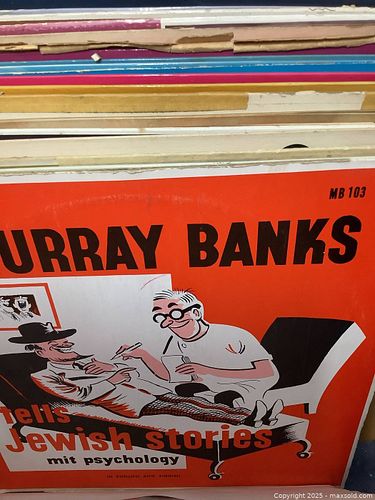 MB 103
URRAY BANKS
tells
Jewish stories
mit psychology
Copyright 2025 - maxsold.com